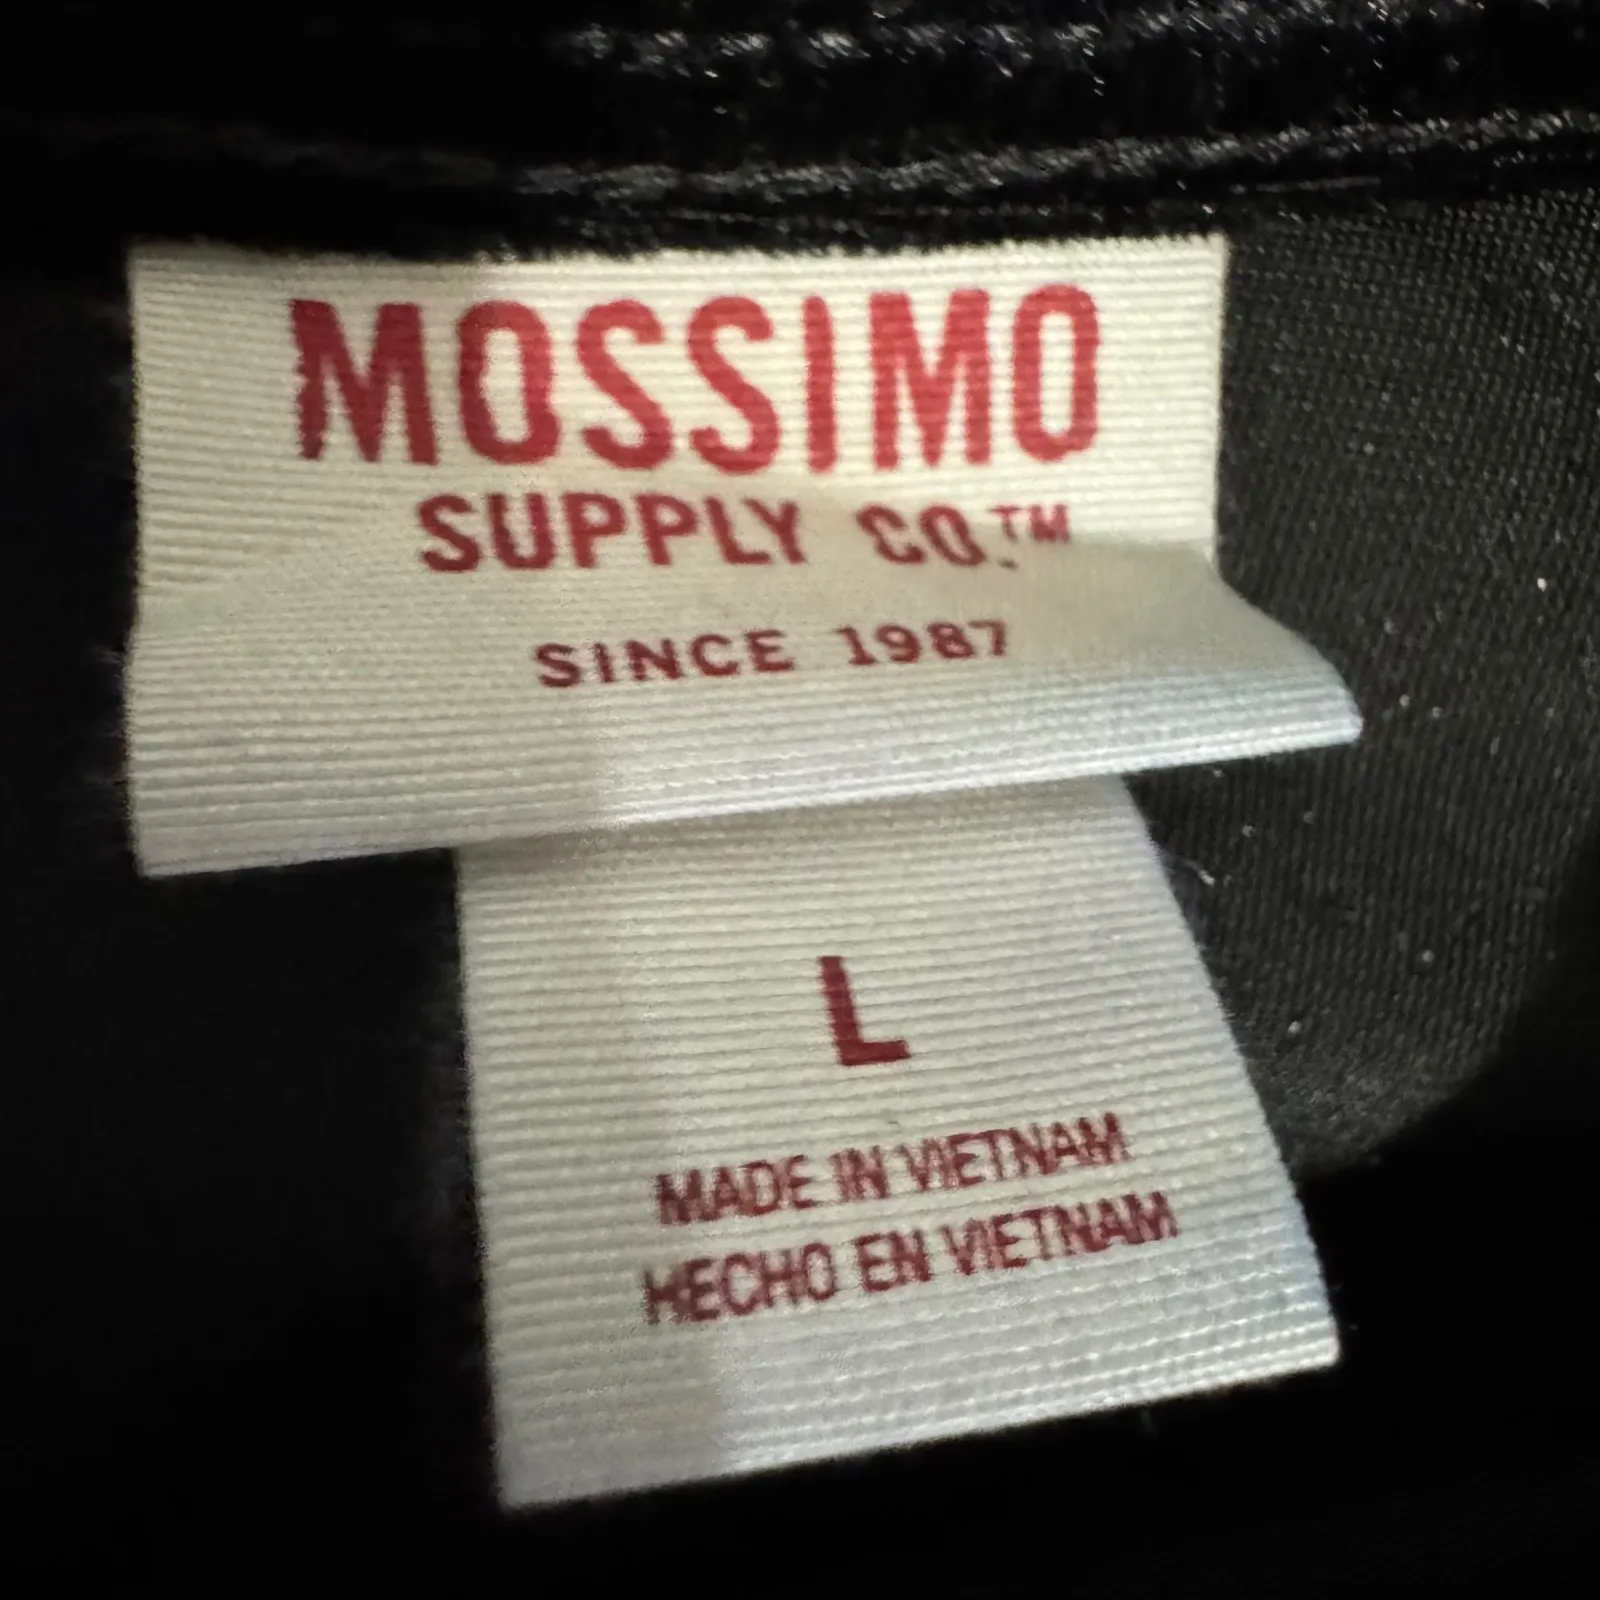 MOSSIMO
SUPPLY CO.™
SINCE 1987
L
MADE IN VIETNAM
HECHO EN VIETNAM